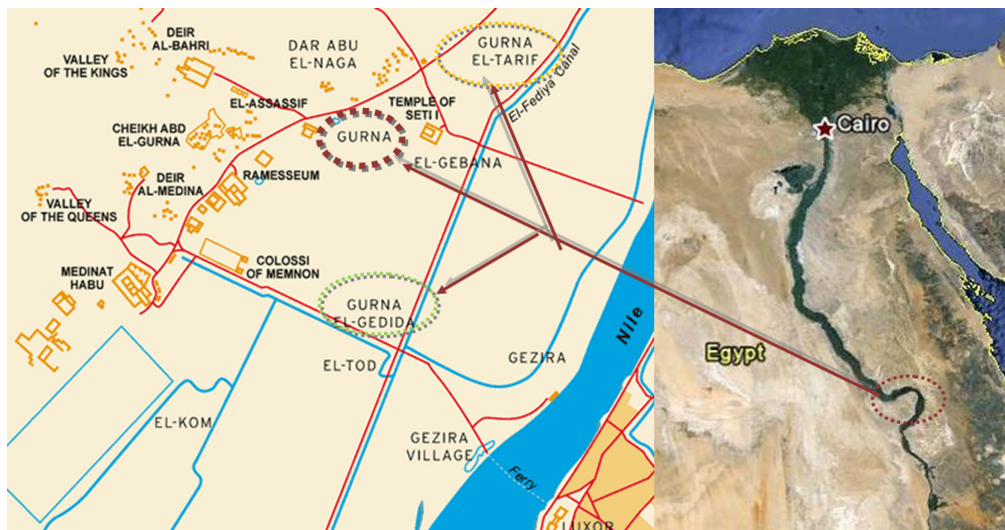 DEIR
AL-BAHRI
VALLEY
OF THE KINGS
DAR ABU
EL-NAGA
GURNA
EL-TARIF
El-Fediya Canal
EL-ASSASSIF
TEMPLE OF
SETI I
CHEIKH ABD
EL-GURNA
GURNA
EL-GEBANA
RAMESSEUM
DEIR
AL-MEDINA
VALLEY
OF THE QUEENS
COLOSSI
OF MEMNON
MEDINAT
HABU
GURNA
EL-GEDIDA
EL-TOD
GEZIRA
Nile
EL-KOM
GEZIRA
VILLAGE
Ferry
LUXOR
Cairo
Egypt